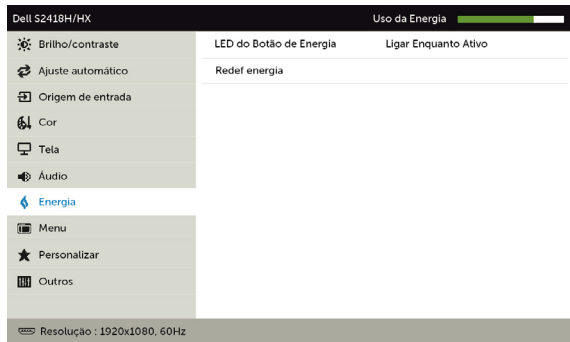 Dell S2418H/HX
Uso da Energia
Brilho/contraste
LED do Botão de Energia
Ligar Enquanto Ativo
Ajuste automático
Redef energia
Origem de entrada
Cor
Tela
Áudio
Energia
Menu
Personalizar
Outros
Resolução : 1920x1080, 60Hz